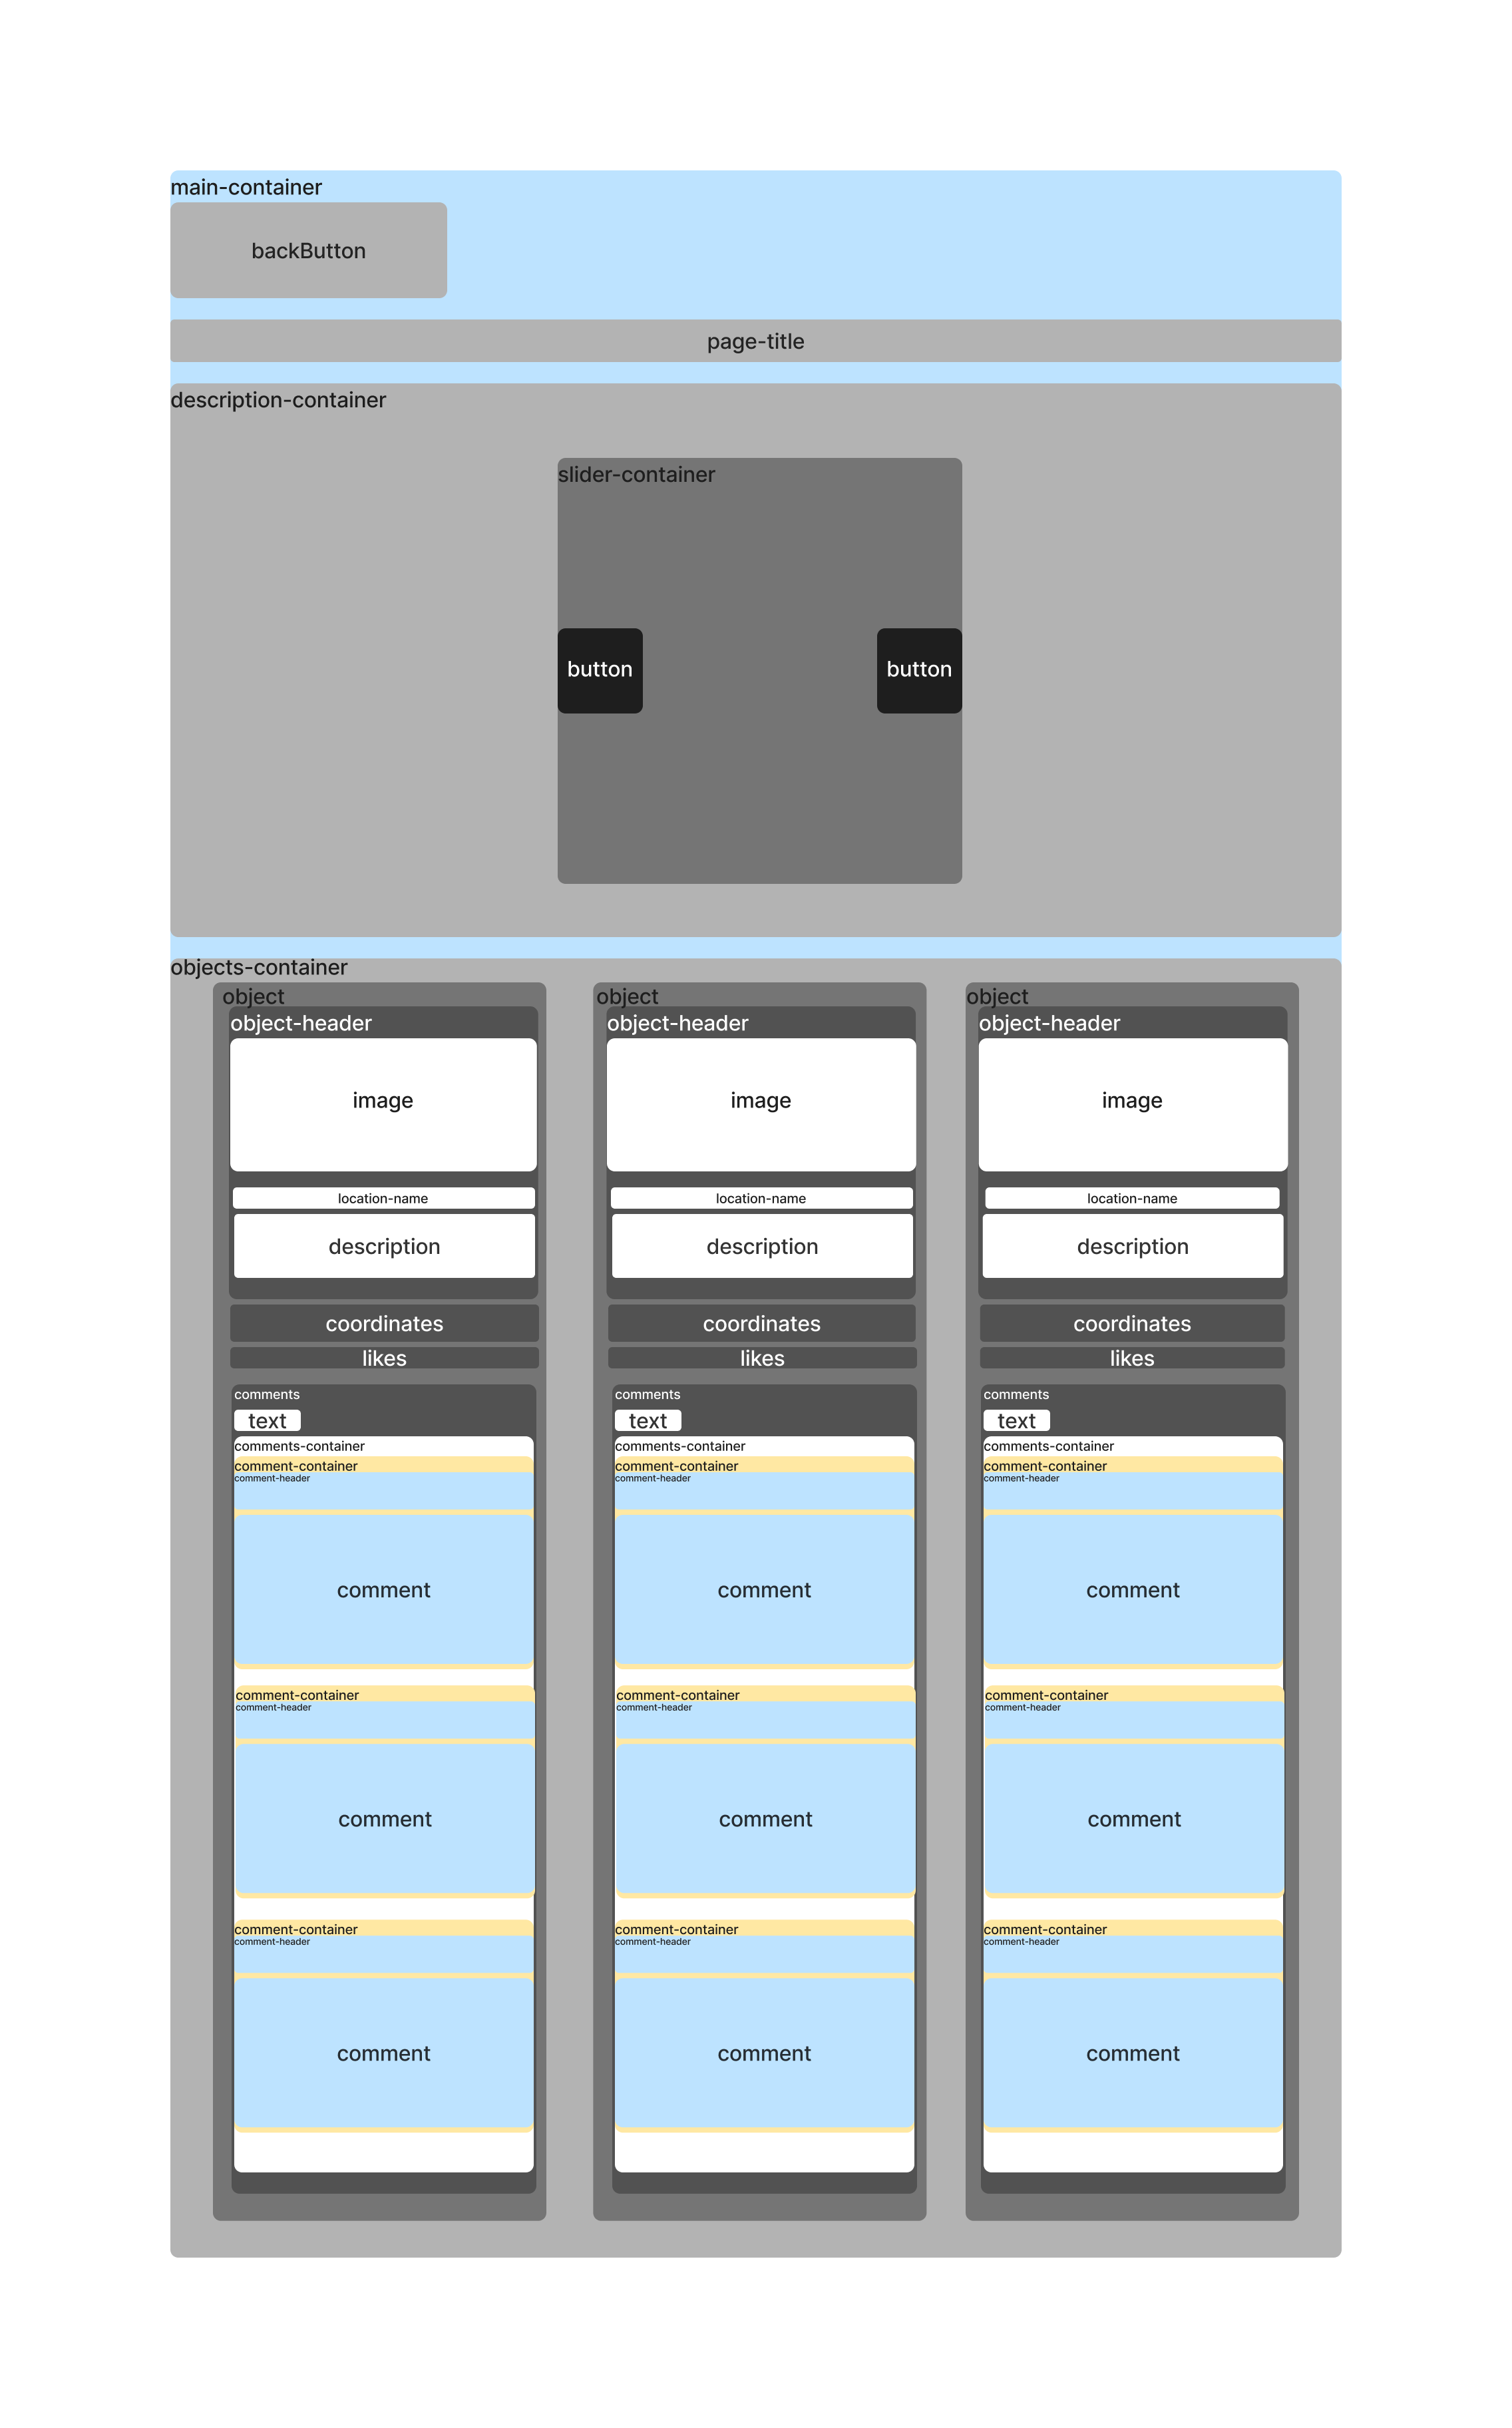 main-container
backButton
page-title
description-container
slider-container
button
button
objects-container
object
object-header
image
location-name
description
coordinates
likes
comments
text
comments-container
comment-container
comment-header
comment
comment-container
comment-header
comment
comment-container
comment-header
comment
object
object-header
image
location-name
description
coordinates
likes
comments
text
comments-container
comment-container
comment-header
comment
comment-container
comment-header
comment
comment-container
comment-header
comment
object
object-header
image
location-name
description
coordinates
likes
comments
text
comments-container
comment-container
comment-header
comment
comment-container
comment-header
comment
comment-container
comment-header
comment